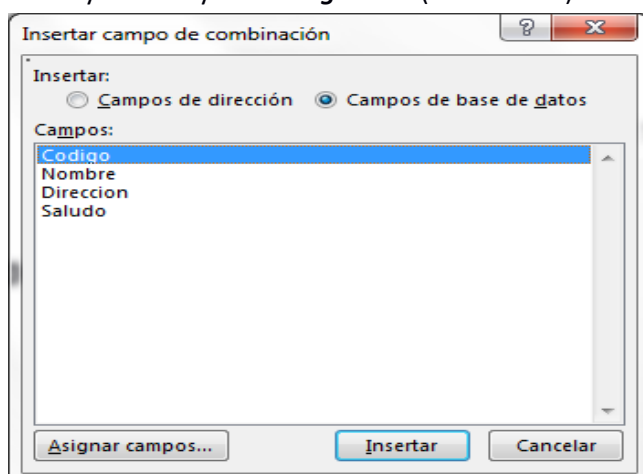 Insertar campo de combinación
Insertar:
Campos de dirección Campos de base de datos
Campos:
Codigo
Nombre
Direccion
Saludo
Asignar campos... Insertar Cancelar